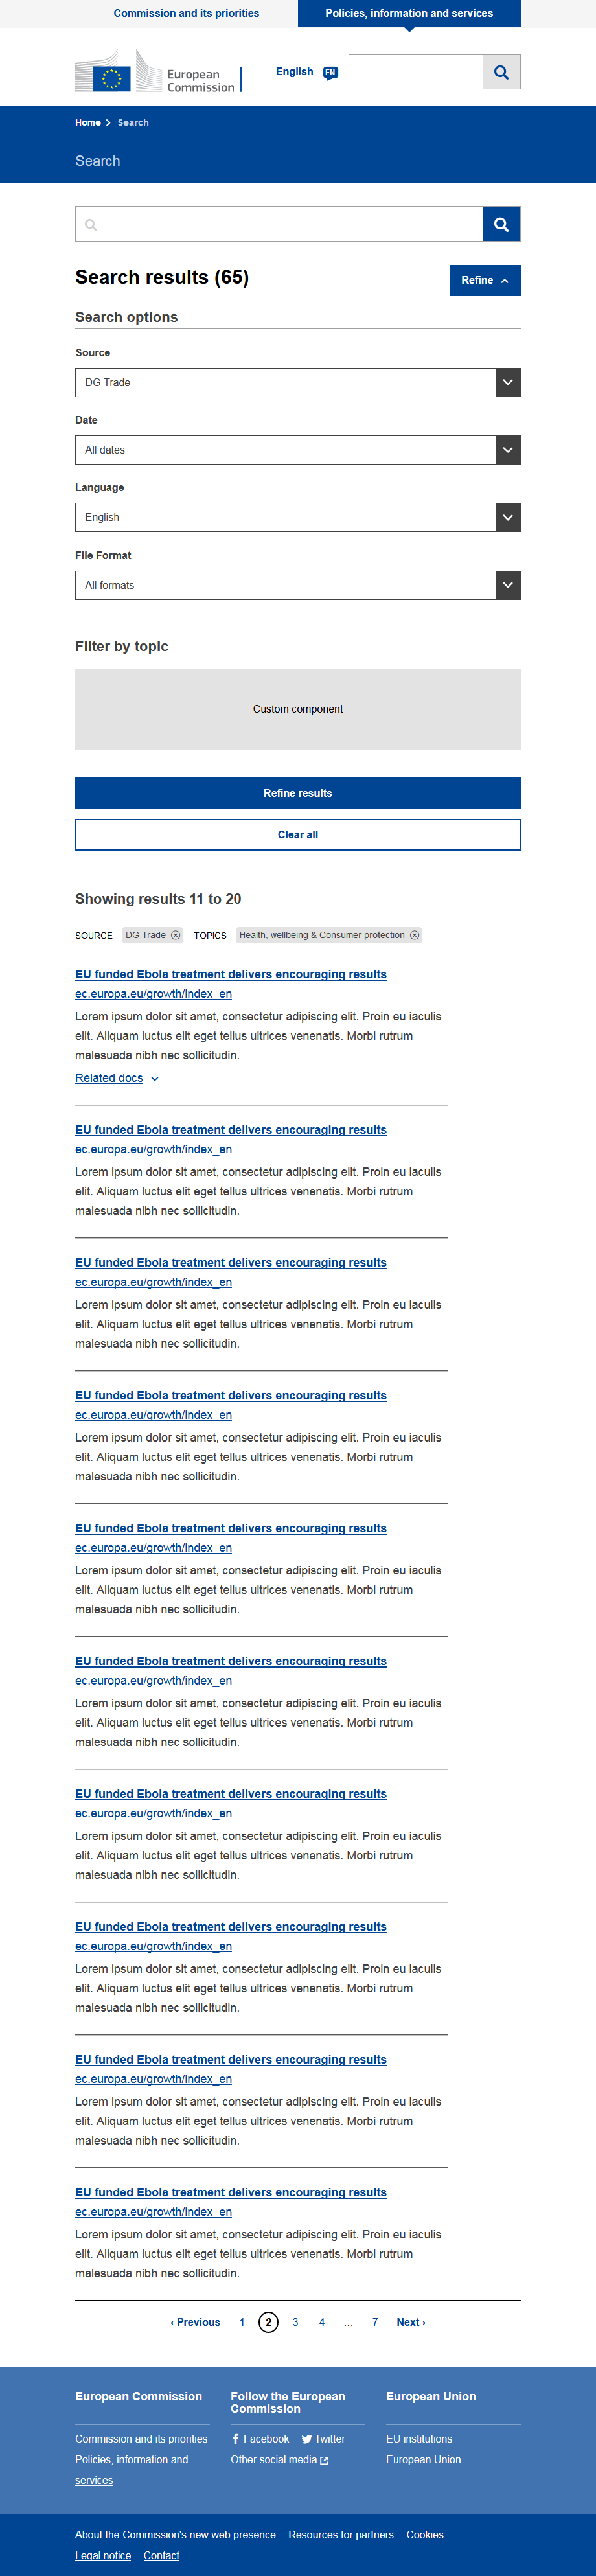 Commission and its priorities
Policies, information and services
European
Commission
English EN
Home Search
Search
Search results (65)
Refine
Search options
Source
DG Trade
Date
All dates
Language
English
File Format
All formats
Filter by topic
Custom component
Refine results
Clear all
Showing results 11 to 20
SOURCE DG Trade TOPICS Health, wellbeing & Consumer protection
EU funded Ebola treatment delivers encouraging results
ec.europa.eu/growth/index_en
Lorem ipsum dolor sit amet, consectetur adipiscing elit. Proin eu iaculis
elit. Aliquam luctus elit eget tellus ultrices venenatis. Morbi rutrum
malesuada nibh nec sollicitudin.
Related docs
EU funded Ebola treatment delivers encouraging results
ec.europa.eu/growth/index_en
Lorem ipsum dolor sit amet, consectetur adipiscing elit. Proin eu iaculis
elit. Aliquam luctus elit eget tellus ultrices venenatis. Morbi rutrum
malesuada nibh nec sollicitudin.
EU funded Ebola treatment delivers encouraging results
ec.europa.eu/growth/index_en
Lorem ipsum dolor sit amet, consectetur adipiscing elit. Proin eu iaculis
elit. Aliquam luctus elit eget tellus ultrices venenatis. Morbi rutrum
malesuada nibh nec sollicitudin.
EU funded Ebola treatment delivers encouraging results
ec.europa.eu/growth/index_en
Lorem ipsum dolor sit amet, consectetur adipiscing elit. Proin eu iaculis
elit. Aliquam luctus elit eget tellus ultrices venenatis. Morbi rutrum
malesuada nibh nec sollicitudin.
EU funded Ebola treatment delivers encouraging results
ec.europa.eu/growth/index_en
Lorem ipsum dolor sit amet, consectetur adipiscing elit. Proin eu iaculis
elit. Aliquam luctus elit eget tellus ultrices venenatis. Morbi rutrum
malesuada nibh nec sollicitudin.
EU funded Ebola treatment delivers encouraging results
ec.europa.eu/growth/index_en
Lorem ipsum dolor sit amet, consectetur adipiscing elit. Proin eu iaculis
elit. Aliquam luctus elit eget tellus ultrices venenatis. Morbi rutrum
malesuada nibh nec sollicitudin.
EU funded Ebola treatment delivers encouraging results
ec.europa.eu/growth/index_en
Lorem ipsum dolor sit amet, consectetur adipiscing elit. Proin eu iaculis
elit. Aliquam luctus elit eget tellus ultrices venenatis. Morbi rutrum
malesuada nibh nec sollicitudin.
EU funded Ebola treatment delivers encouraging results
ec.europa.eu/growth/index_en
Lorem ipsum dolor sit amet, consectetur adipiscing elit. Proin eu iaculis
elit. Aliquam luctus elit eget tellus ultrices venenatis. Morbi rutrum
malesuada nibh nec sollicitudin.
EU funded Ebola treatment delivers encouraging results
ec.europa.eu/growth/index_en
Lorem ipsum dolor sit amet, consectetur adipiscing elit. Proin eu iaculis
elit. Aliquam luctus elit eget tellus ultrices venenatis. Morbi rutrum
malesuada nibh nec sollicitudin.
EU funded Ebola treatment delivers encouraging results
ec.europa.eu/growth/index_en
Lorem ipsum dolor sit amet, consectetur adipiscing elit. Proin eu iaculis
elit. Aliquam luctus elit eget tellus ultrices venenatis. Morbi rutrum
malesuada nibh nec sollicitudin.
‹ Previous 1 2 3 4 ... 7 Next ›
European Commission
Commission and its priorities
Policies, information and
services
Follow the European
Commission
Facebook Twitter
Other social media
European Union
EU institutions
European Union
About the Commission's new web presence Resources for partners Cookies
Legal notice Contact